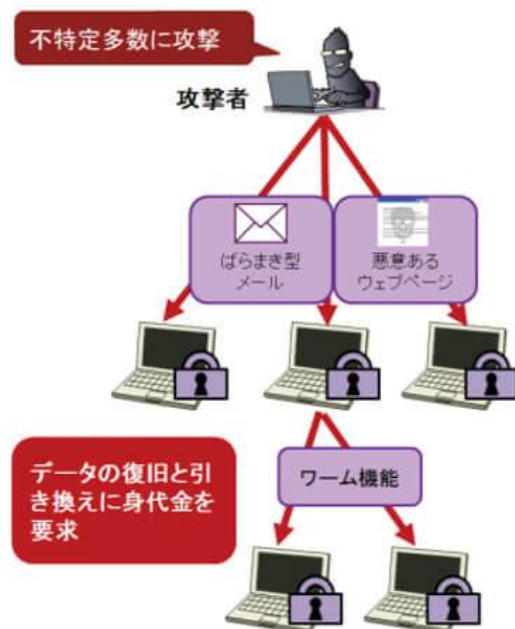 不特定多数に攻撃
攻撃者
ばらまき型
メール
悪意ある
ウェブページ
データの復旧と引
き換えに身代金を
要求
ワーム機能